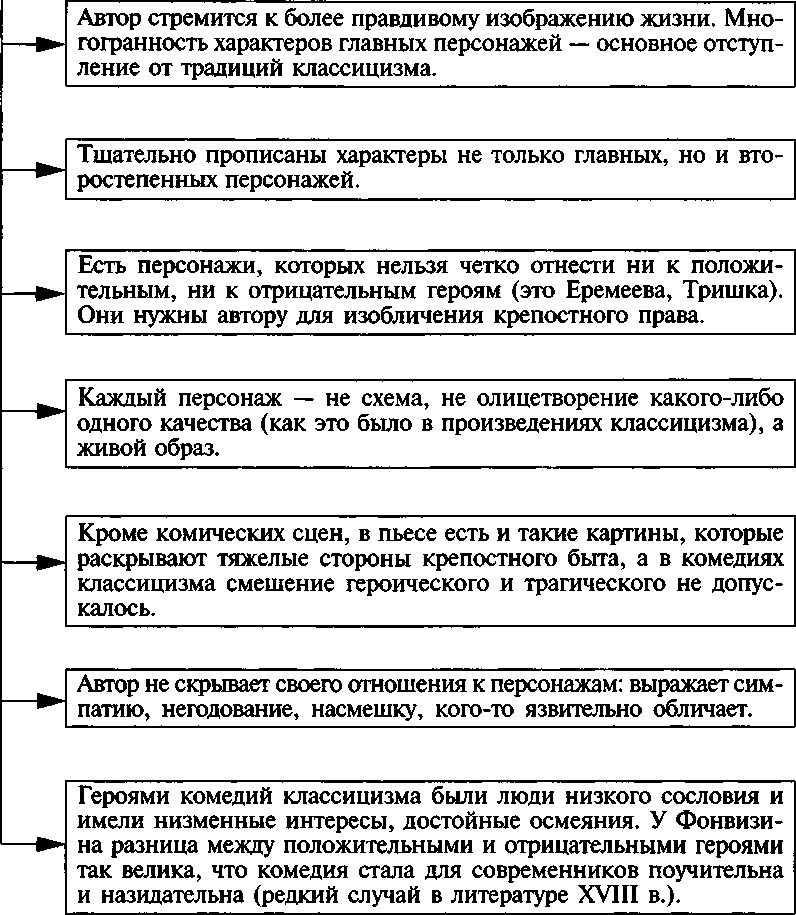 Автор стремится к более правдивому изображению жизни. Мно-
гогранность характеров главных персонажей — основное отступ-
ление от традиций классицизма.
Тщательно прописаны характеры не только главных, но и вто-
ростепенных персонажей.
Есть персонажи, которых нельзя четко отнести ни к положи-
тельным, ни к отрицательным героям (это Еремеева, Тришка).
Они нужны автору для изобличения крепостного права.
Каждый персонаж — не схема, не олицетворение какого-либо
одного качества (как это было в произведениях классицизма), а
живой образ.
Кроме комических сцен, в пьесе есть и такие картины, которые
раскрывают тяжелые стороны крепостного быта, а в комедиях
классицизма смешение героического и трагического не допус-
калось.
Автор не скрывает своего отношения к персонажам: выражает сим-
патию, негодование, насмешку, кого-то язвительно обличает.
Героями комедий классицизма были люди низкого сословия и
имели низменные интересы, достойные осмеяния. У Фонвизи-
на разница между положительными и отрицательными героями
так велика, что комедия стала для современников поучительна
и назидательна (редкий случай в литературе XVIII в.).